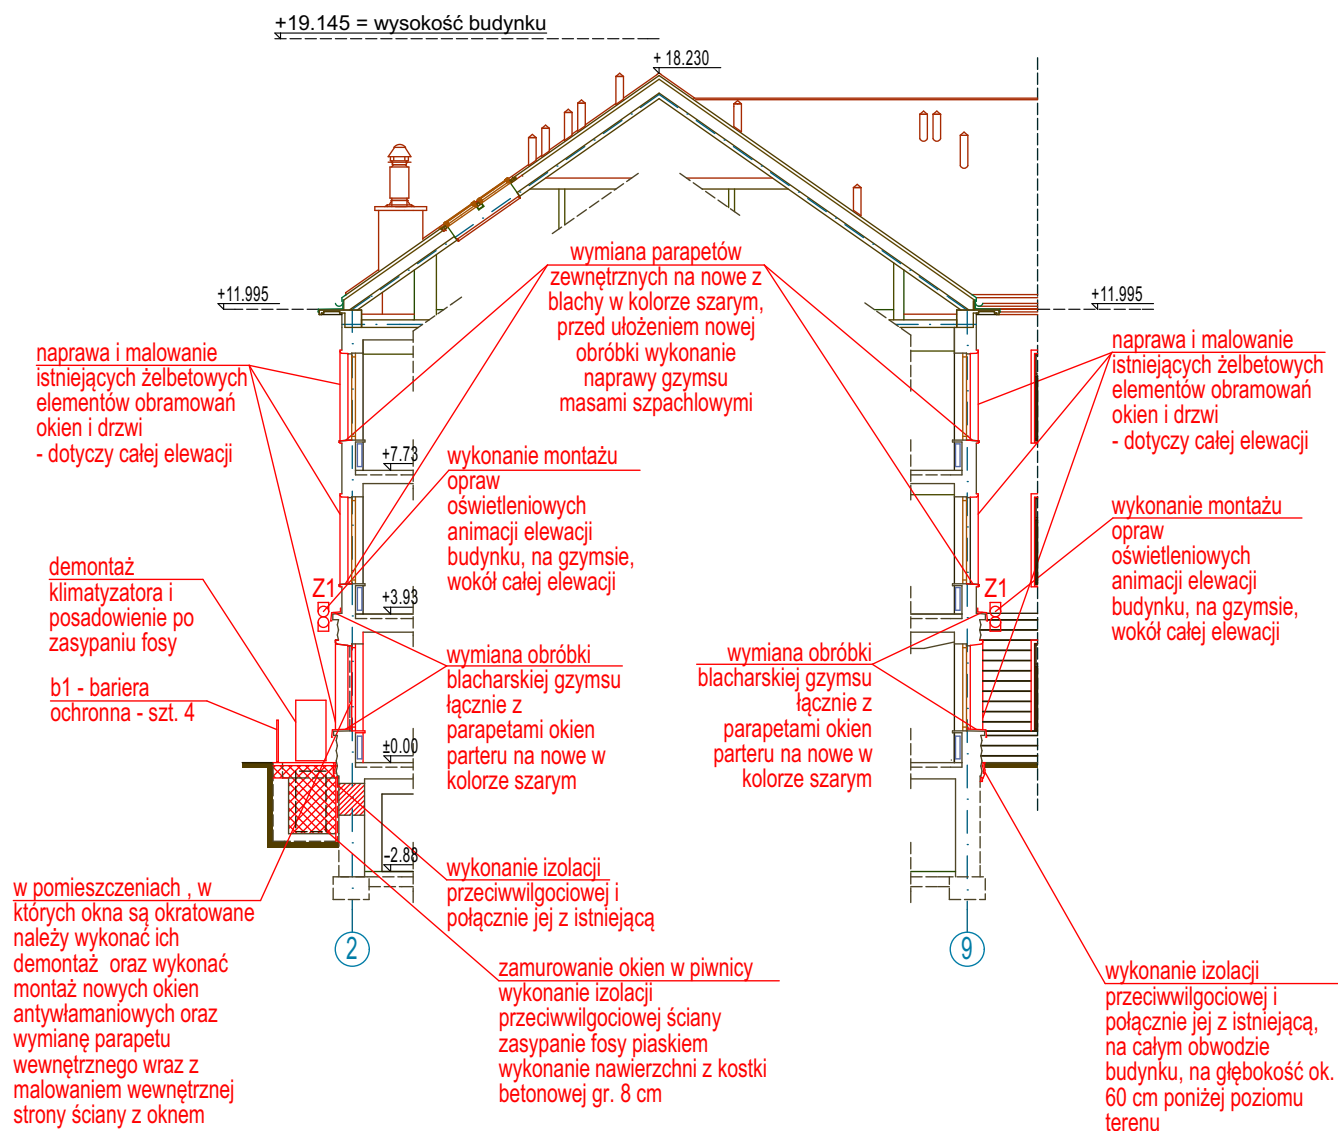 +19.145 = wysokość budynku
+ 18.230
+11.995
+11.995
wymiana parapetów
zewnętrznych na nowe z
blachy w kolorze szarym,
przed ułożeniem nowej
obróbki wykonanie
naprawy gzymsu
masami szpachlowymi
naprawa i malowanie
istniejących żelbetowych
elementów obramowań
okien i drzwi
- dotyczy całej elewacji
naprawa i malowanie
istniejących żelbetowych
elementów obramowań
okien i drzwi
- dotyczy całej elewacji
+7.73
wykonanie montażu
opraw
oświetleniowych
animacji elewacji
budynku, na gzymsie,
wokół całej elewacji
wykonanie montażu
opraw
oświetleniowych
animacji elewacji
budynku, na gzymsie,
wokół całej elewacji
demontaż
klimatyzatora i
posadowienie po
zasypaniu fosy
Z1
+3.93
Z1
b1 - bariera
ochronna - szt. 4
wymiana obróbki
blacharskiej gzymsu
łącznie z
parapetami okien
parteru na nowe w
kolorze szarym
wymiana obróbki
blacharskiej gzymsu
łącznie z
parapetami okien
parteru na nowe w
kolorze szarym
±0.00
-2.88
w pomieszczeniach , w
których okna są okratowane
należy wykonać ich
demontaż oraz wykonać
montaż nowych okien
antywłamaniowych oraz
wymianę parapetu
wewnętrznego wraz z
malowaniem wewnętrznej
strony ściany z oknem
wykonanie izolacji
przeciwwilgociowej i
połącznie jej z istniejącą
2
9
zamurowanie okien w piwnicy
wykonanie izolacji
przeciwwilgociowej ściany
zasypanie fosy piaskiem
wykonanie nawierzchni z kostki
betonowej gr. 8 cm
wykonanie izolacji
przeciwwilgociowej i
połącznie jej z istniejącą,
na całym obwodzie
budynku, na głębokość ok.
60 cm poniżej poziomu
terenu